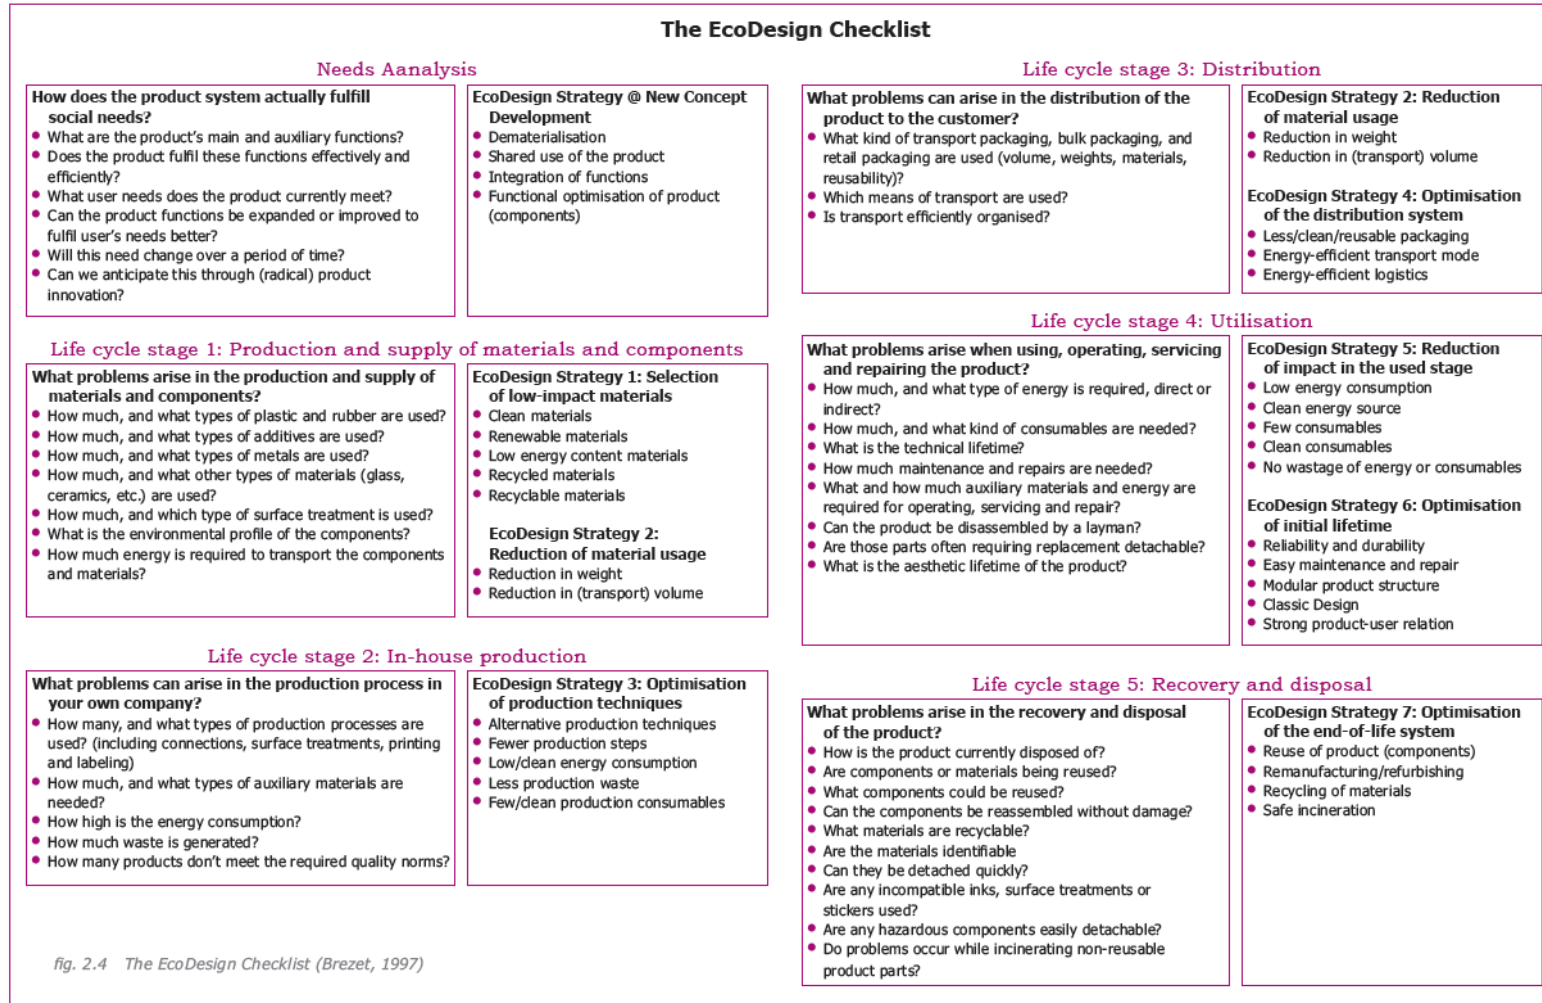 The EcoDesign Checklist
Needs Aanalysis
How does the product system actually fulfill
social needs?
• What are the product's main and auxiliary functions?
• Does the product fulfil these functions effectively and
efficiently?
• What user needs does the product currently meet?
• Can the product functions be expanded or improved to
fulfil user's needs better?
• Will this need change over a period of time?
• Can we anticipate this through (radical) product
innovation?
EcoDesign Strategy @ New Concept
Development
• Dematerialisation
• Shared use of the product
• Integration of functions
• Functional optimisation of product
(components)
Life cycle stage 1: Production and supply of materials and components
What problems arise in the production and supply of
materials and components?
• How much, and what types of plastic and rubber are used?
• How much, and what types of additives are used?
• How much, and what types of metals are used?
• How much, and what other types of materials (glass,
ceramics, etc.) are used?
• How much, and which type of surface treatment is used?
• What is the environmental profile of the components?
• How much energy is required to transport the components
and materials?
EcoDesign Strategy 1: Selection
of low-impact materials
• Clean materials
• Renewable materials
• Low energy content materials
• Recycled materials
• Recyclable materials
EcoDesign Strategy 2:
Reduction of material usage
• Reduction in weight
• Reduction in (transport) volume
Life cycle stage 2: In-house production
What problems can arise in the production process in
your own company?
• How many, and what types of production processes are
used? (including connections, surface treatments, printing
and labeling)
• How much, and what types of auxiliary materials are
needed?
• How high is the energy consumption?
• How much waste is generated?
• How many products don't meet the required quality norms?
EcoDesign Strategy 3: Optimisation
of production techniques
• Alternative production techniques
• Fewer production steps
• Low/clean energy consumption
• Less production waste
• Few/clean production consumables
fig. 2.4 The EcoDesign Checklist (Brezet, 1997)
Life cycle stage 3: Distribution
What problems can arise in the distribution of the
product to the customer?
• What kind of transport packaging, bulk packaging, and
retail packaging are used (volume, weights, materials,
reusability)?
• Which means of transport are used?
• Is transport efficiently organised?
EcoDesign Strategy 2: Reduction
of material usage
• Reduction in weight
• Reduction in (transport) volume
EcoDesign Strategy 4: Optimisation
of the distribution system
• Less/clean/reusable packaging
• Energy-efficient transport mode
• Energy-efficient logistics
Life cycle stage 4: Utilisation
What problems arise when using, operating, servicing
and repairing the product?
• How much, and what type of energy is required, direct or
indirect?
• How much, and what kind of consumables are needed?
• What is the technical lifetime?
• How much maintenance and repairs are needed?
• What and how much auxiliary materials and energy are
required for operating, servicing and repair?
• Can the product be disassembled by a layman?
• Are those parts often requiring replacement detachable?
• What is the aesthetic lifetime of the product?
EcoDesign Strategy 5: Reduction
of impact in the used stage
• Low energy consumption
• Clean energy source
• Few consumables
• Clean consumables
• No wastage of energy or consumables
EcoDesign Strategy 6: Optimisation
of initial lifetime
• Reliability and durability
• Easy maintenance and repair
• Modular product structure
• Classic Design
• Strong product-user relation
Life cycle stage 5: Recovery and disposal
What problems arise in the recovery and disposal
of the product?
• How is the product currently disposed of?
• Are components or materials being reused?
• What components could be reused?
• Can the components be reassembled without damage?
• What materials are recyclable?
• Are the materials identifiable
• Can they be detached quickly?
• Are any incompatible inks, surface treatments or
stickers used?
• Are any hazardous components easily detachable?
• Do problems occur while incinerating non-reusable
product parts?
EcoDesign Strategy 7: Optimisation
of the end-of-life system
• Reuse of product (components)
• Remanufacturing/refurbishing
• Recycling of materials
• Safe incineration